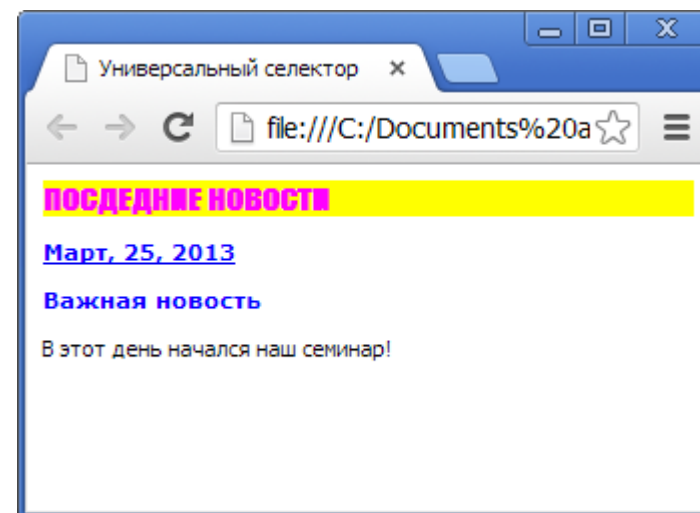 Универсальный селектор
file:///C:/Documents%20a
ПОСДЕДНИЕ НОВОСТИ
Март, 25, 2013
Важная новость
В этот день начался наш семинар!